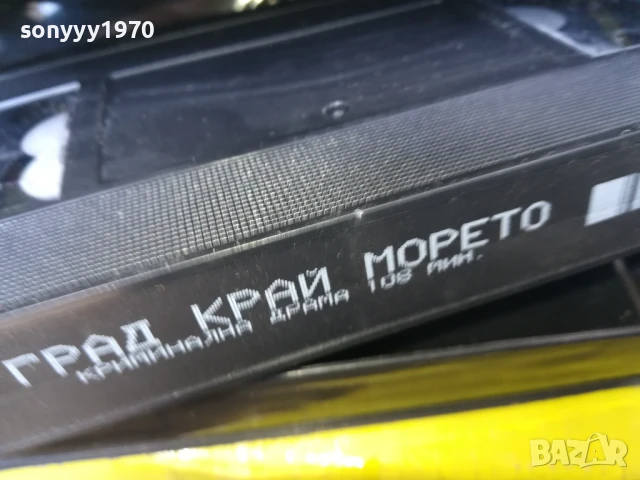 sonyyy1970
ГРАД КРАЙ МОРЕТО
КРИМИНАЛНА ДРАМА 108 МИН.
BAZAR